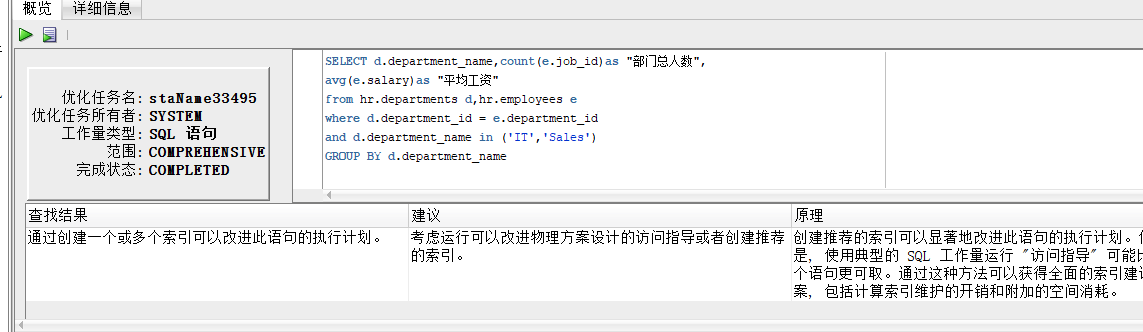 概览 详细信息
优化任务名: staName33495
优化任务所有者: SYSTEM
工作量类型: SQL 语句
范围: COMPREHENSIVE
完成状态: COMPLETED
SELECT d.department_name,count(e.job_id)as "部门总人数",
avg(e.salary)as "平均工资"
from hr.departments d,hr.employees e
where d.department_id = e.department_id
and d.department_name in ('IT','Sales')
GROUP BY d.department_name
查找结果 建议 原理
通过创建一个或多个索引可以改进此语句的执行计划。
考虑运行可以改进物理方案设计的访问指导或者创建推荐
的索引。
创建推荐的索引可以显著地改进此语句的执行计划。
是, 使用典型的 SQL 工作量运行 "访问指导" 可能
个语句更可取。通过这种方法可以获得全面的索引建
案, 包括计算索引维护的开销和附加的空间消耗。